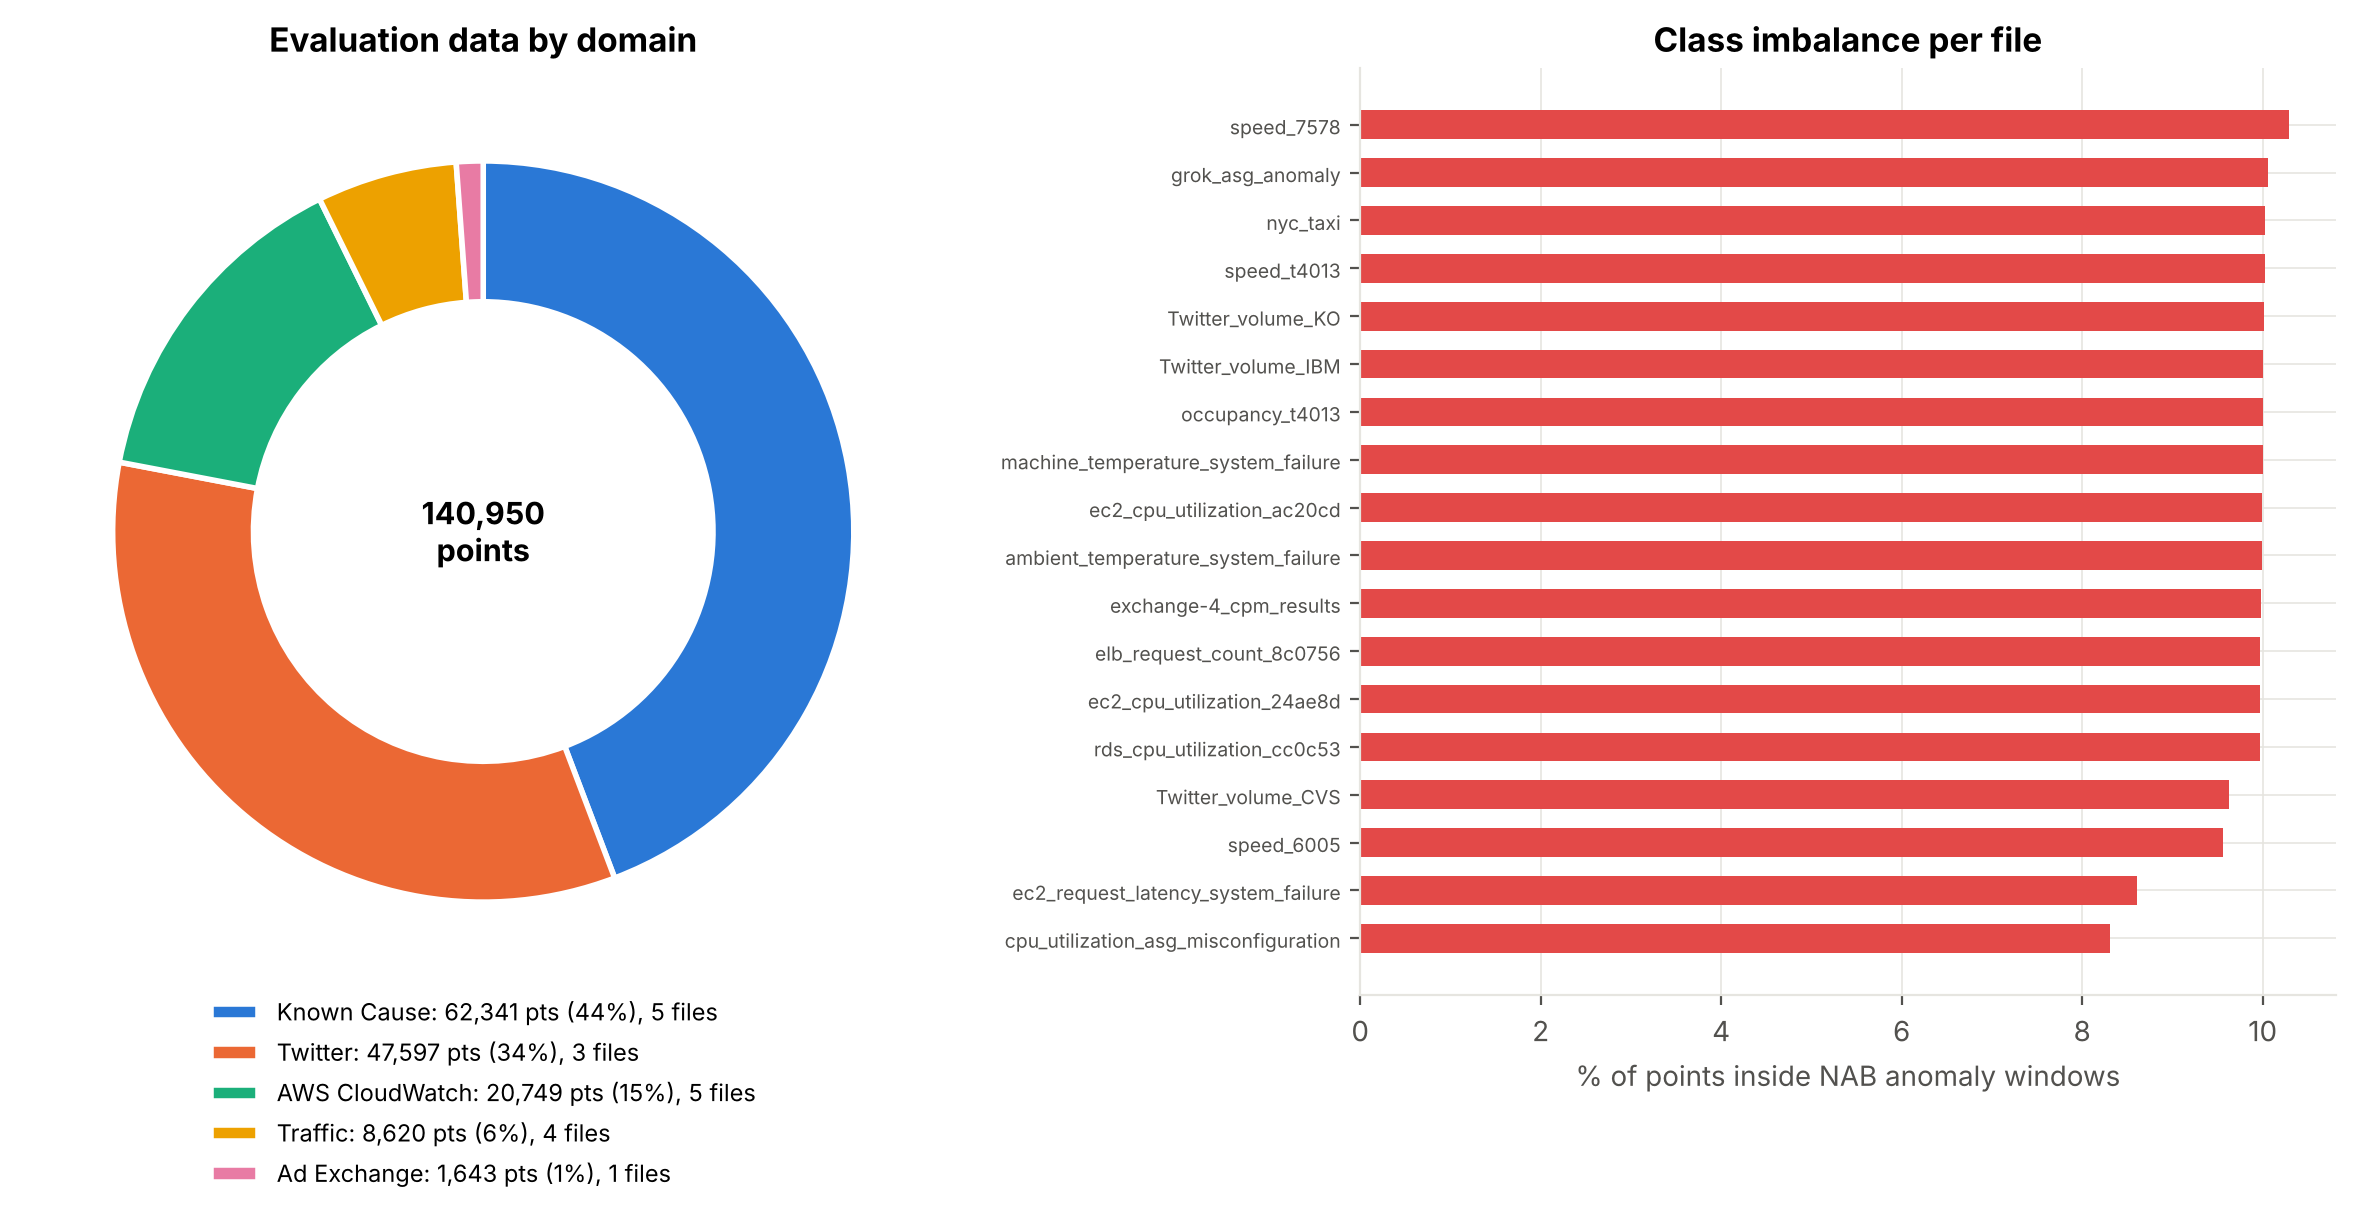 Evaluation data by domain
140,950
points
Known Cause: 62,341 pts (44%), 5 files
Twitter: 47,597 pts (34%), 3 files
AWS CloudWatch: 20,749 pts (15%), 5 files
Traffic: 8,620 pts (6%), 4 files
Ad Exchange: 1,643 pts (1%), 1 files
Class imbalance per file
speed_7578
grok_asg_anomaly
nyc_taxi
speed_t4013
Twitter_volume_KO
Twitter_volume_IBM
occupancy_t4013
machine_temperature_system_failure
ec2_cpu_utilization_ac20cd
ambient_temperature_system_failure
exchange-4_cpm_results
elb_request_count_8c0756
ec2_cpu_utilization_24ae8d
rds_cpu_utilization_cc0c53
Twitter_volume_CVS
speed_6005
ec2_request_latency_system_failure
cpu_utilization_asg_misconfiguration
0 2 4 6 8 10
% of points inside NAB anomaly windows